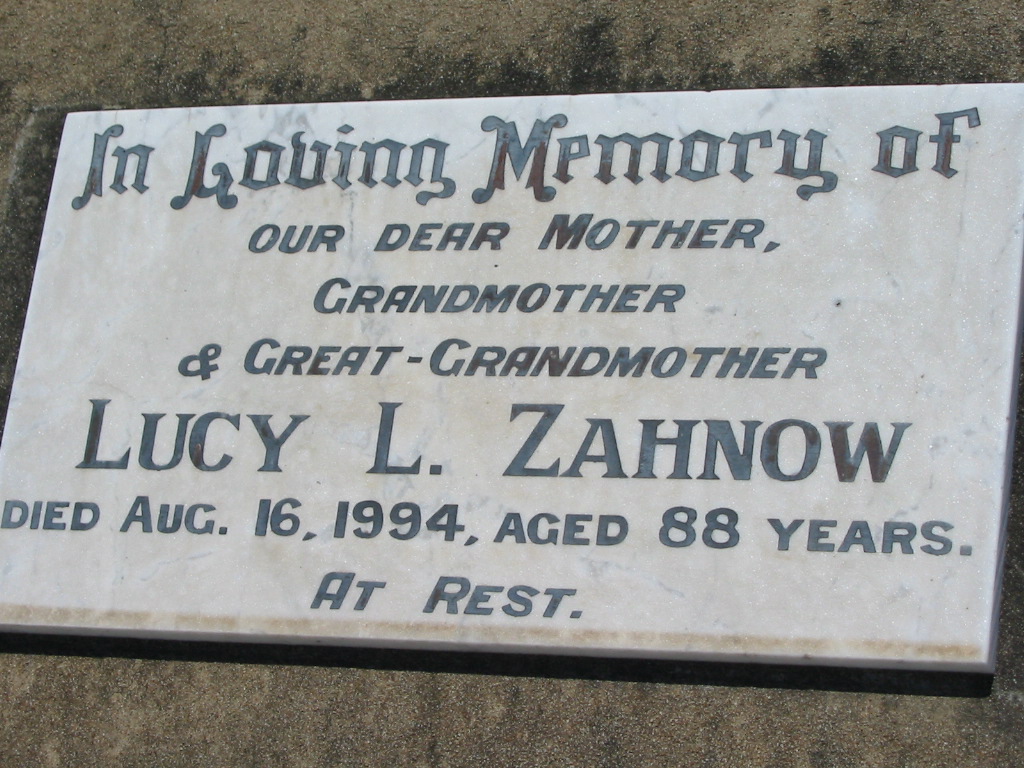 In Loving Memory of
OUR DEAR MOTHER,
GRANDMOTHER
& GREAT-GRANDMOTHER
LUCY L. ZAHNOW
DIED AUG. 16, 1994, AGED 88 YEARS.
AT REST.